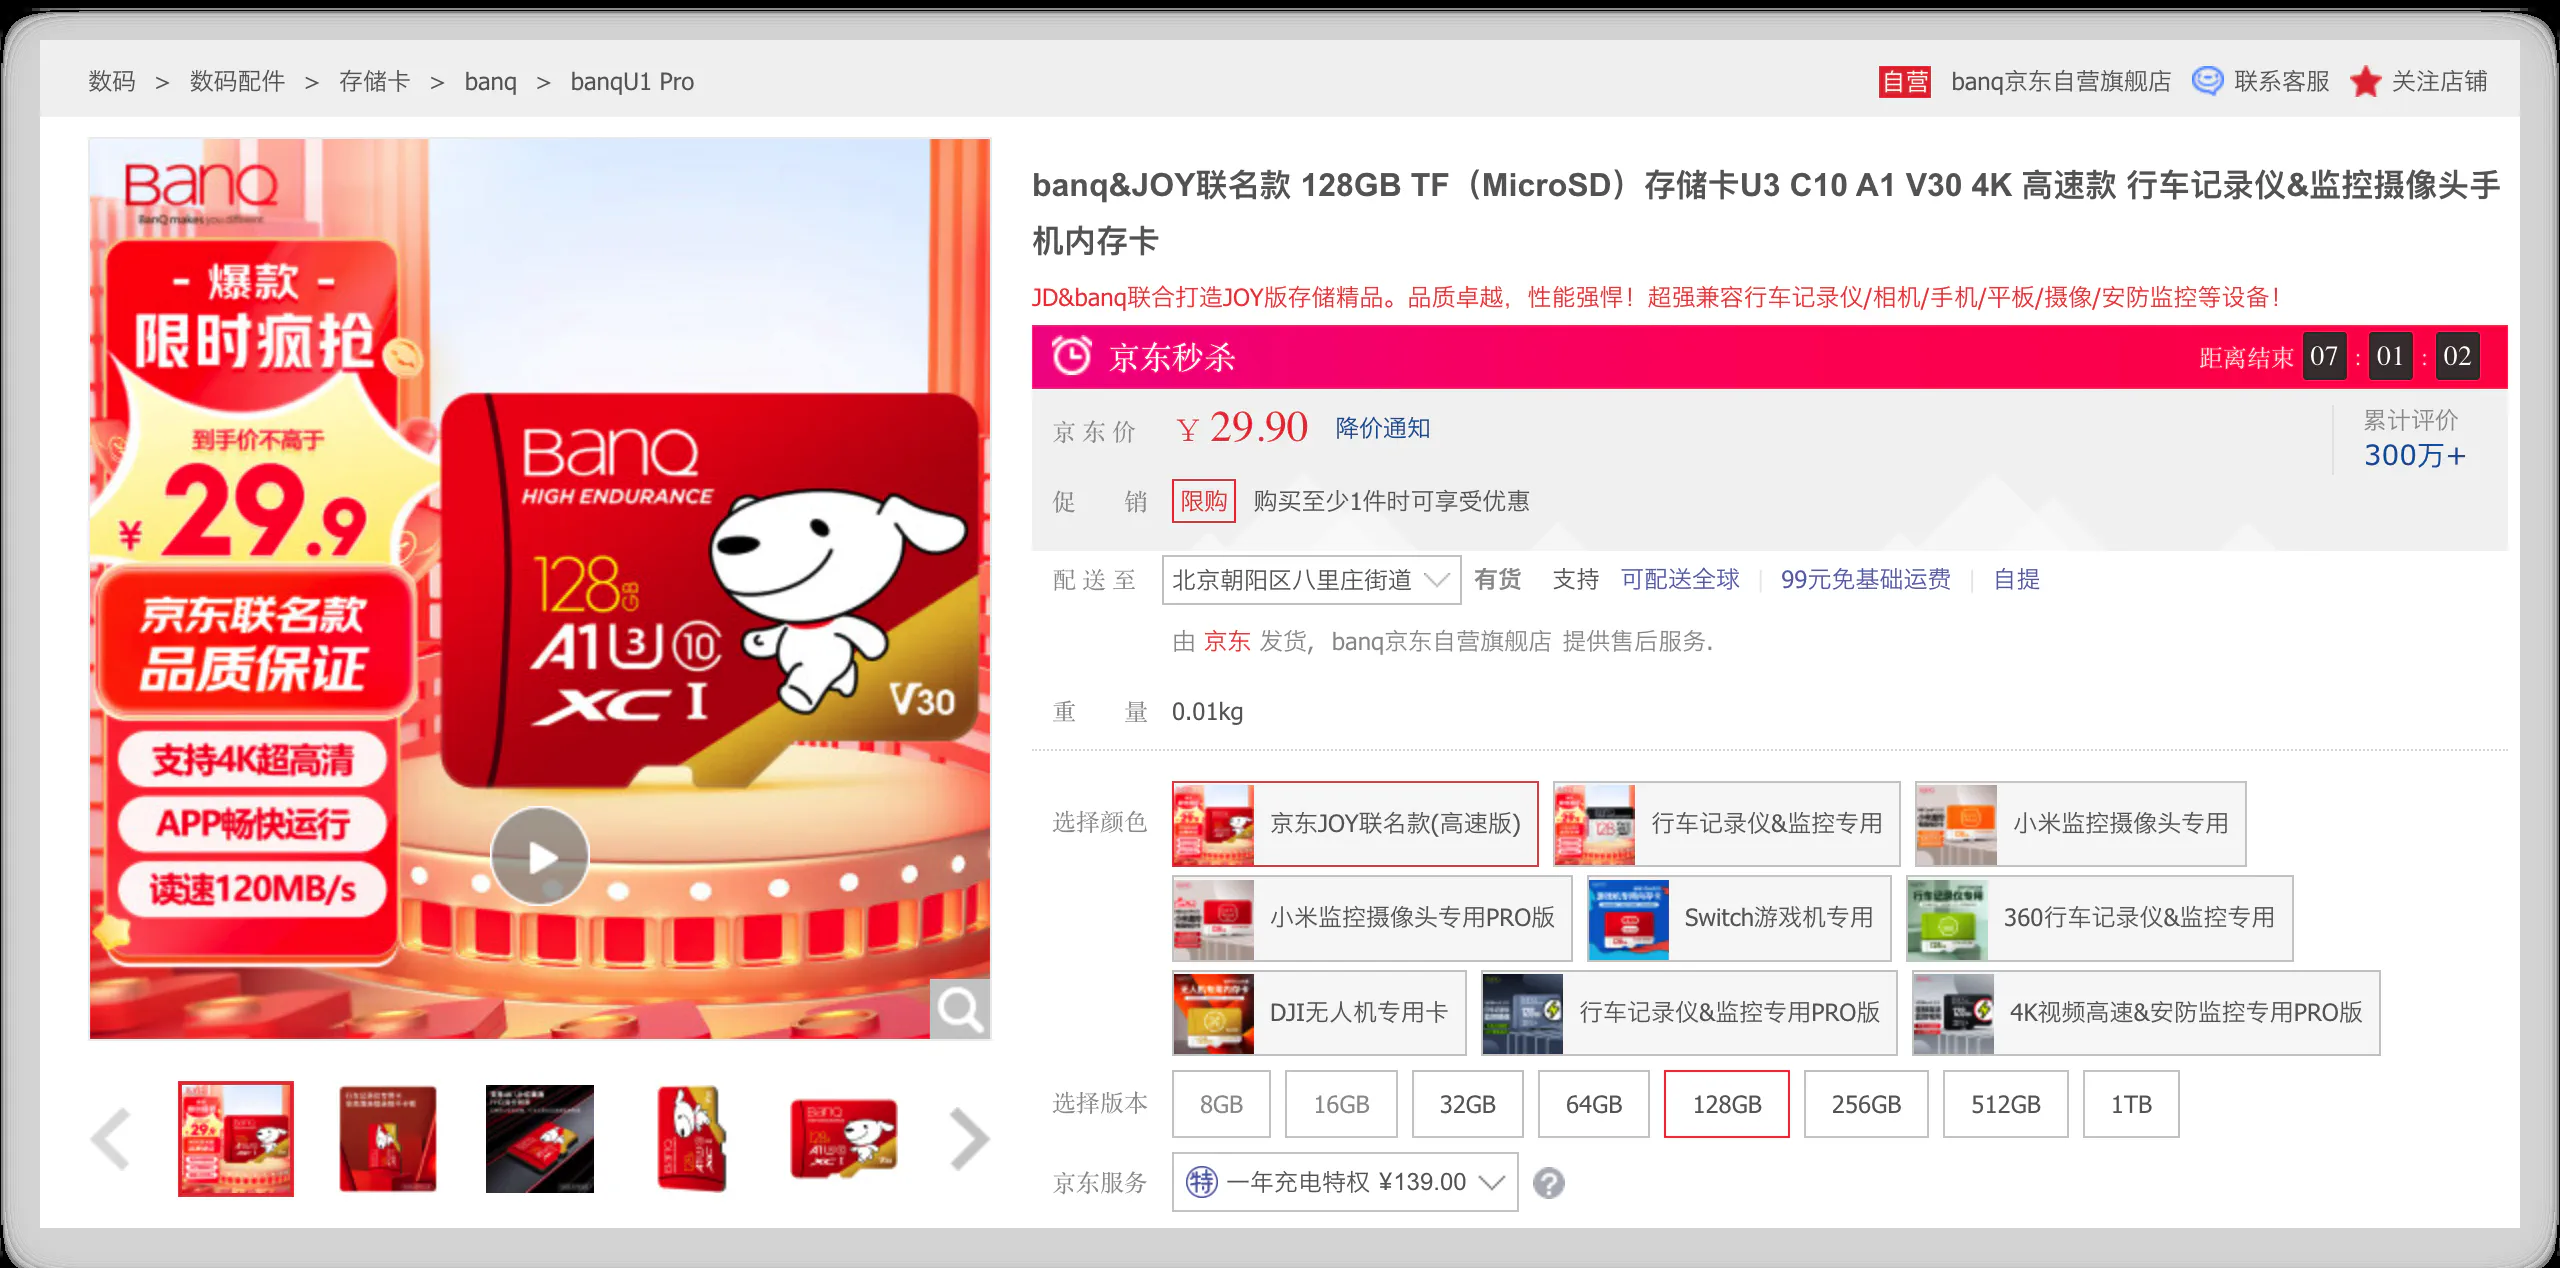 数码 > 数码配件 > 存储卡 > banq > banqU1 Pro
自营 banq京东自营旗舰店 联系客服 关注店铺
BanQ
BanQ makes you different
- 爆款 -
限时疯抢
到手价不高于
¥29.9
京东联名款
品质保证
支持4K超高清
APP畅快运行
读速120MB/s
BanQ
HIGH ENDURANCE
128GB
A1 U3 10
XC I
V30
banq&JOY联名款 128GB TF（MicroSD）存储卡U3 C10 A1 V30 4K 高速款 行车记录仪&监控摄像头手
机内存卡
JD&banq联合打造JOY版存储精品。品质卓越，性能强悍！超强兼容行车记录仪/相机/手机/平板/摄像/安防监控等设备！
京东秒杀 距离结束 07 : 01 : 02
京东价 ¥ 29.90 降价通知
累计评价
300万+
促销 限购 购买至少1件时可享受优惠
配送至 北京朝阳区八里庄街道 有货 支持 可配送全球 99元免基础运费 自提
由 京东 发货, banq京东自营旗舰店 提供售后服务.
重量 0.01kg
选择颜色 京东JOY联名款(高速版) 行车记录仪&监控专用 小米监控摄像头专用
小米监控摄像头专用PRO版 Switch游戏机专用 360行车记录仪&监控专用
DJI无人机专用卡 行车记录仪&监控专用PRO版 4K视频高速&安防监控专用PRO版
选择版本 8GB 16GB 32GB 64GB 128GB 256GB 512GB 1TB
京东服务 特 一年充电特权 ¥139.00 ?